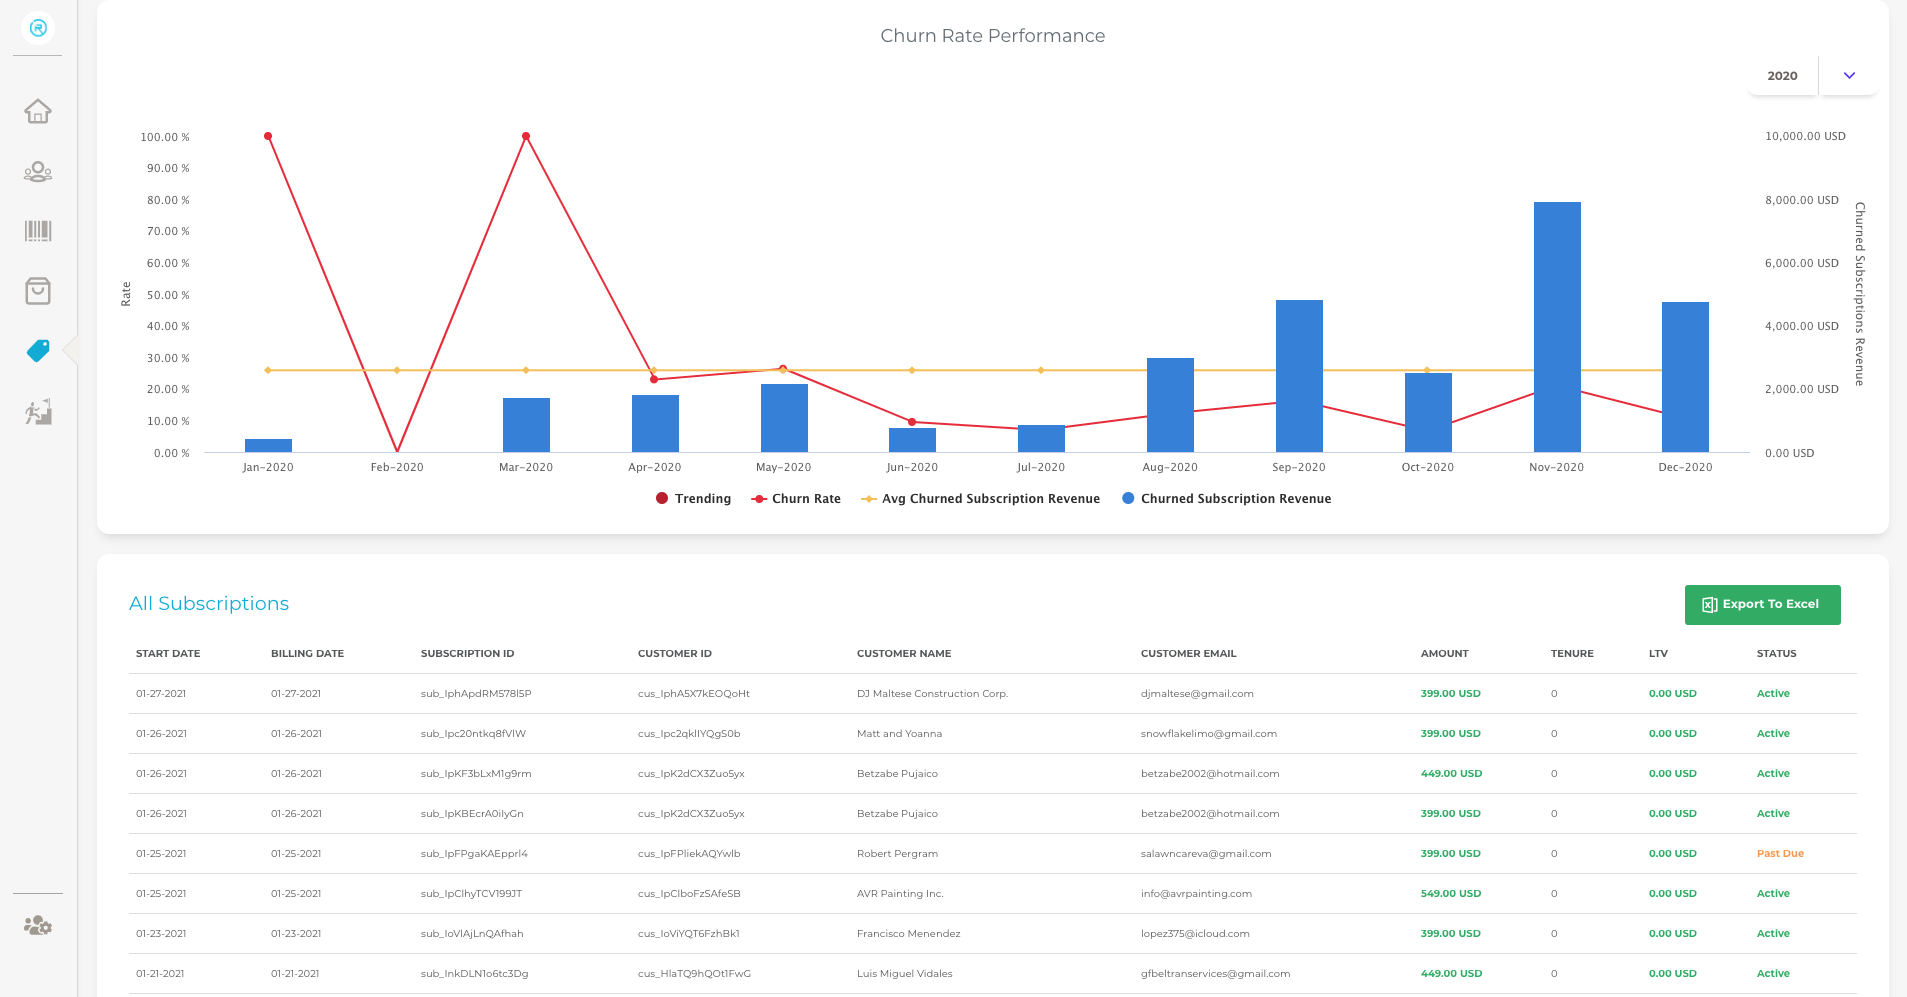 Churn Rate Performance
2020
100.00 %
90.00 %
80.00 %
70.00 %
60.00 %
50.00 %
40.00 %
30.00 %
20.00 %
10.00 %
0.00 %
Rate
10,000.00 USD
8,000.00 USD
6,000.00 USD
4,000.00 USD
2,000.00 USD
0.00 USD
Churned Subscriptions Revenue
Jan-2020 Feb-2020 Mar-2020 Apr-2020 May-2020 Jun-2020 Jul-2020 Aug-2020 Sep-2020 Oct-2020 Nov-2020 Dec-2020
Trending Churn Rate Avg Churned Subscription Revenue Churned Subscription Revenue
All Subscriptions
Export To Excel
START DATE BILLING DATE SUBSCRIPTION ID CUSTOMER ID CUSTOMER NAME CUSTOMER EMAIL AMOUNT TENURE LTV STATUS
01-27-2021 01-27-2021 sub_IphApdRM578I5P cus_IphA5X7kEOQoHt DJ Maltese Construction Corp. djmaltese@gmail.com 399.00 USD 0 0.00 USD Active
01-26-2021 01-26-2021 sub_Ipc20ntkq8fVlW cus_Ipc2qklIYQgS0b Matt and Yoanna snowflakelimo@gmail.com 399.00 USD 0 0.00 USD Active
01-26-2021 01-26-2021 sub_IpKF3bLxM1g9rm cus_IpK2dCX3Zuo5yx Betzabe Pujaico betzabe2002@hotmail.com 449.00 USD 0 0.00 USD Active
01-26-2021 01-26-2021 sub_IpKBEcrA0iIyGn cus_IpK2dCX3Zuo5yx Betzabe Pujaico betzabe2002@hotmail.com 399.00 USD 0 0.00 USD Active
01-25-2021 01-25-2021 sub_IpFPgaKAEpprl4 cus_IpFPliekAQYwlb Robert Pergram salawncareva@gmail.com 399.00 USD 0 0.00 USD Past Due
01-25-2021 01-25-2021 sub_IpClhyTCV199JT cus_IpClboFzSAfeSB AVR Painting Inc. info@avrpainting.com 549.00 USD 0 0.00 USD Active
01-23-2021 01-23-2021 sub_IoVlAjLnQAfhah cus_IoViYQT6FzhBk1 Francisco Menendez lopez375@icloud.com 399.00 USD 0 0.00 USD Active
01-21-2021 01-21-2021 sub_InkDLN1o6tc3Dg cus_HlaTQ9hQOt1FwG Luis Miguel Vidales gfbeltranservices@gmail.com 449.00 USD 0 0.00 USD Active